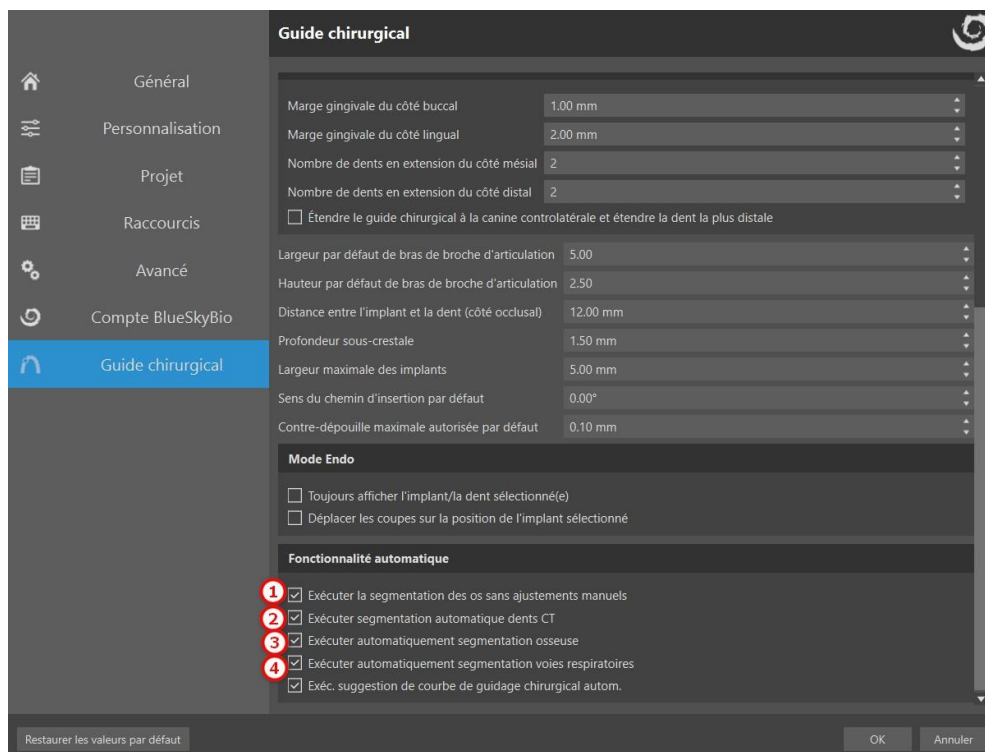 Guide chirurgical
Général
Personnalisation
Projet
Raccourcis
Avancé
Compte BlueSkyBio
Guide chirurgical
Marge gingivale du côté buccal 1.00 mm
Marge gingivale du côté lingual 2.00 mm
Nombre de dents en extension du côté mésial 2
Nombre de dents en extension du côté distal 2
Étendre le guide chirurgical à la canine controlatérale et étendre la dent la plus distale
Largeur par défaut de bras de broche d'articulation 5.00
Hauteur par défaut de bras de broche d'articulation 2.50
Distance entre l'implant et la dent (côté occlusal) 12.00 mm
Profondeur sous-crestale 1.50 mm
Largeur maximale des implants 5.00 mm
Sens du chemin d'insertion par défaut 0.00°
Contre-dépouille maximale autorisée par défaut 0.10 mm
Mode Endo
Toujours afficher l'implant/la dent sélectionné(e)
Déplacer les coupes sur la position de l'implant sélectionné
Fonctionnalité automatique
1 Exécuter la segmentation des os sans ajustements manuels
2 Exécuter segmentation automatique dents CT
3 Exécuter automatiquement segmentation osseuse
4 Exécuter automatiquement segmentation voies respiratoires
Exéc. suggestion de courbe de guidage chirurgical autom.
Restaurer les valeurs par défaut
OK
Annuler